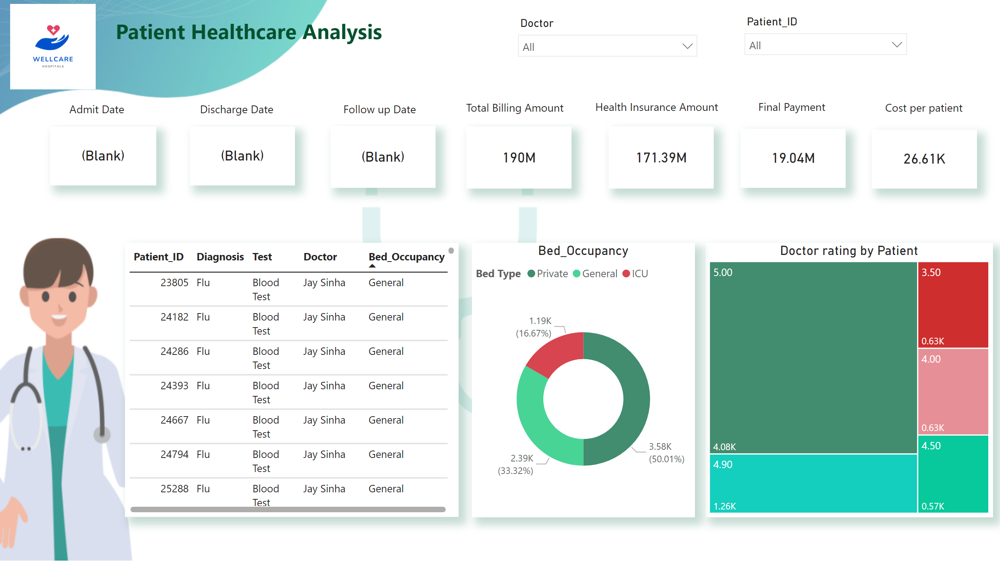 WELLCARE
HOSPITALS
Patient Healthcare Analysis
Doctor
All
Patient_ID
All
Admit Date
(Blank)
Discharge Date
(Blank)
Follow up Date
(Blank)
Total Billing Amount
190M
Health Insurance Amount
171.39M
Final Payment
19.04M
Cost per patient
26.61K
Patient_ID Diagnosis Test Doctor Bed_Occupancy
23805 Flu Blood Test Jay Sinha General
24182 Flu Blood Test Jay Sinha General
24286 Flu Blood Test Jay Sinha General
24393 Flu Blood Test Jay Sinha General
24667 Flu Blood Test Jay Sinha General
24794 Flu Blood Test Jay Sinha General
25288 Flu Blood Test Jay Sinha General
Bed_Occupancy
Bed Type Private General ICU
1.19K
(16.67%)
3.58K
(50.01%)
2.39K
(33.32%)
Doctor rating by Patient
5.00
4.08K
4.90
1.26K
3.50
0.63K
4.00
0.63K
4.50
0.57K